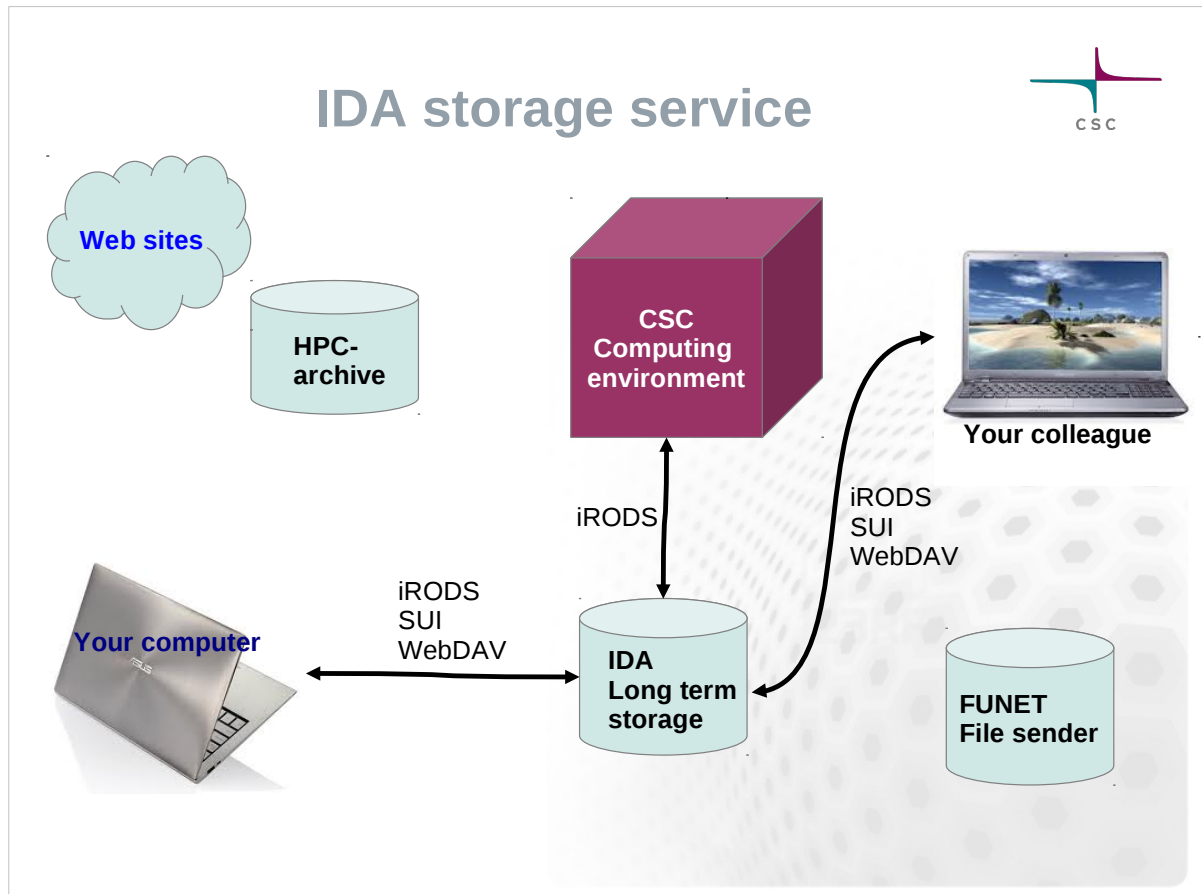 IDA storage service
CSC
Web sites
HPC-
archive
CSC
Computing
environment
Your colleague
iRODS
iRODS
SUI
WebDAV
iRODS
SUI
WebDAV
Your computer
ASUS
IDA
Long term
storage
FUNET
File sender